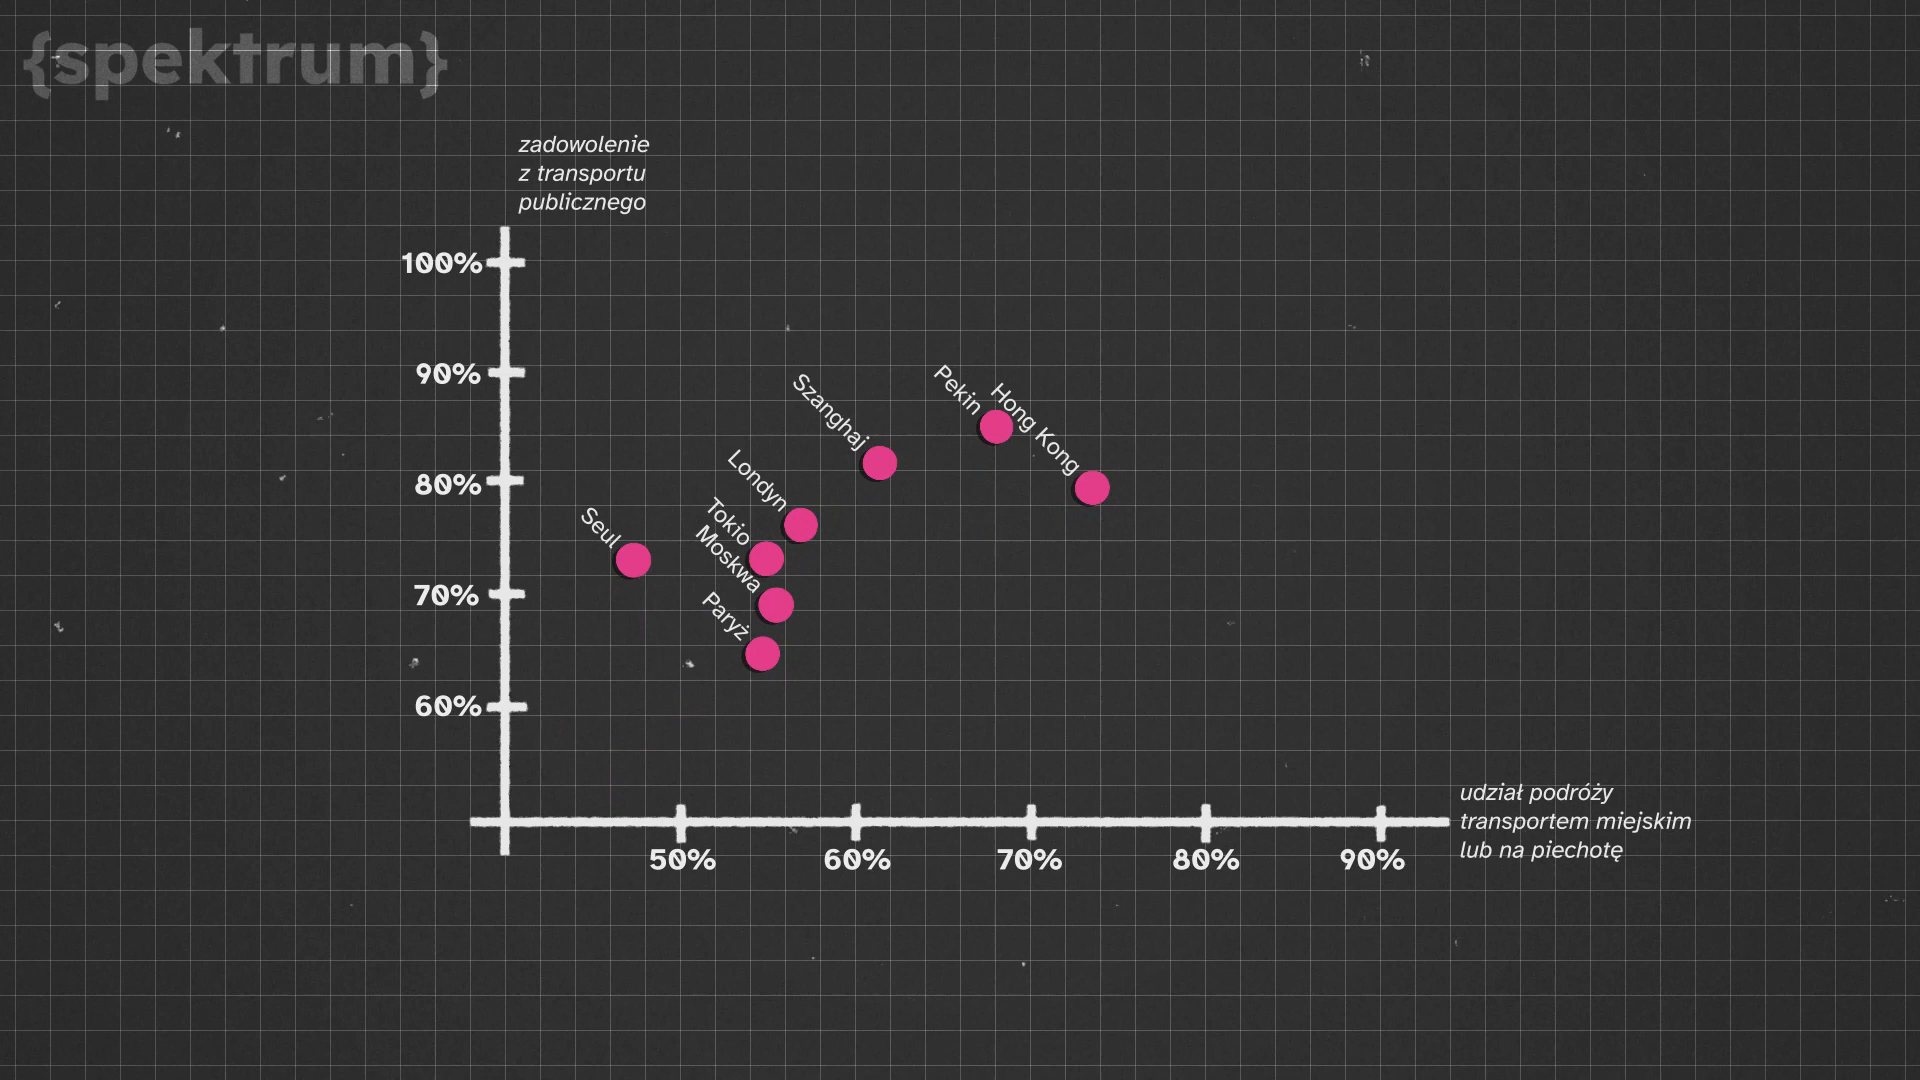 {spektrum}
zadowolenie
z transportu
publicznego
100%
90%
80%
70%
60%
Pekin
Hong Kong
Szanghaj
Londyn
Tokio
Seul
Moskwa
Paryż
udział podróży
transportem miejskim
lub na piechotę
50%
60%
70%
80%
90%